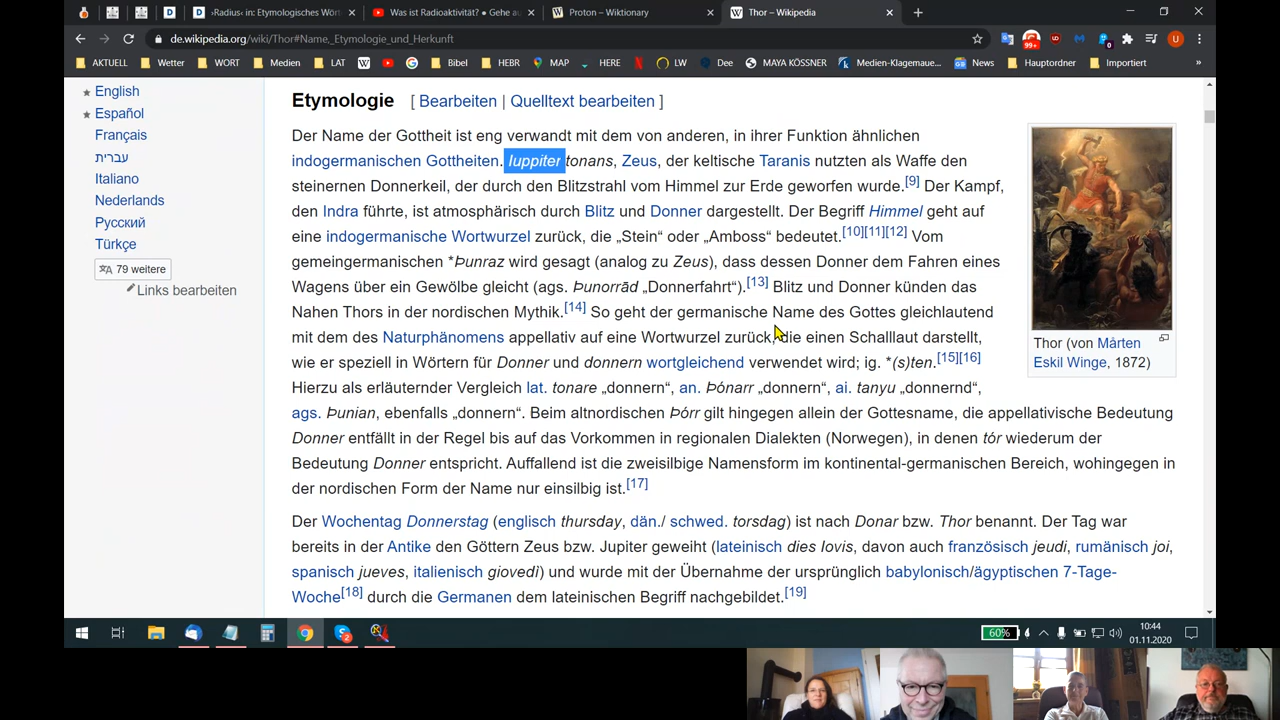 ›Radius‹ in: Etymologisches Wört
Was ist Radioaktivität? ● Gehe au
Proton – Wiktionary
Thor – Wikipedia
de.wikipedia.org/wiki/Thor#Name,_Etymologie_und_Herkunft
99+
0
U
AKTUELL Wetter WORT Medien LAT Bibel HEBR MAP HERE LW Dee MAYA KÖSSNER Medien-Klagemaue... News Hauptordner Importiert »
English
Español
Français
עברית
Italiano
Nederlands
Русский
Türkçe
79 weitere
Links bearbeiten
Etymologie [ Bearbeiten | Quelltext bearbeiten ]
Der Name der Gottheit ist eng verwandt mit dem von anderen, in ihrer Funktion ähnlichen
indogermanischen Gottheiten. Iuppiter tonans, Zeus, der keltische Taranis nutzten als Waffe den
steinernen Donnerkeil, der durch den Blitzstrahl vom Himmel zur Erde geworfen wurde.[9] Der Kampf,
den Indra führte, ist atmosphärisch durch Blitz und Donner dargestellt. Der Begriff Himmel geht auf
eine indogermanische Wortwurzel zurück, die „Stein“ oder „Amboss“ bedeutet.[10][11][12] Vom
gemeingermanischen *Þunraz wird gesagt (analog zu Zeus), dass dessen Donner dem Fahren eines
Wagens über ein Gewölbe gleicht (ags. Þunorrād „Donnerfahrt“).[13] Blitz und Donner künden das
Nahen Thors in der nordischen Mythik.[14] So geht der germanische Name des Gottes gleichlautend
mit dem des Naturphänomens appellativ auf eine Wortwurzel zurück, die einen Schalllaut darstellt,
wie er speziell in Wörtern für Donner und donnern wortgleichend verwendet wird; ig. *(s)ten.[15][16]
Hierzu als erläuternder Vergleich lat. tonare „donnern“, an. Þónarr „donnern“, ai. tanyu „donnernd“,
ags. Þunian, ebenfalls „donnern“. Beim altnordischen Þórr gilt hingegen allein der Gottesname, die appellativische Bedeutung
Donner entfällt in der Regel bis auf das Vorkommen in regionalen Dialekten (Norwegen), in denen tór wiederum der
Bedeutung Donner entspricht. Auffallend ist die zweisilbige Namensform im kontinental-germanischen Bereich, wohingegen in
der nordischen Form der Name nur einsilbig ist.[17]
Thor (von Mårten
Eskil Winge, 1872)
Der Wochentag Donnerstag (englisch thursday, dän./ schwed. torsdag) ist nach Donar bzw. Thor benannt. Der Tag war
bereits in der Antike den Göttern Zeus bzw. Jupiter geweiht (lateinisch dies Iovis, davon auch französisch jeudi, rumänisch joi,
spanisch jueves, italienisch giovedì) und wurde mit der Übernahme der ursprünglich babylonisch/ägyptischen 7-Tage-
Woche[18] durch die Germanen dem lateinischen Begriff nachgebildet.[19]
60%
10:44
01.11.2020